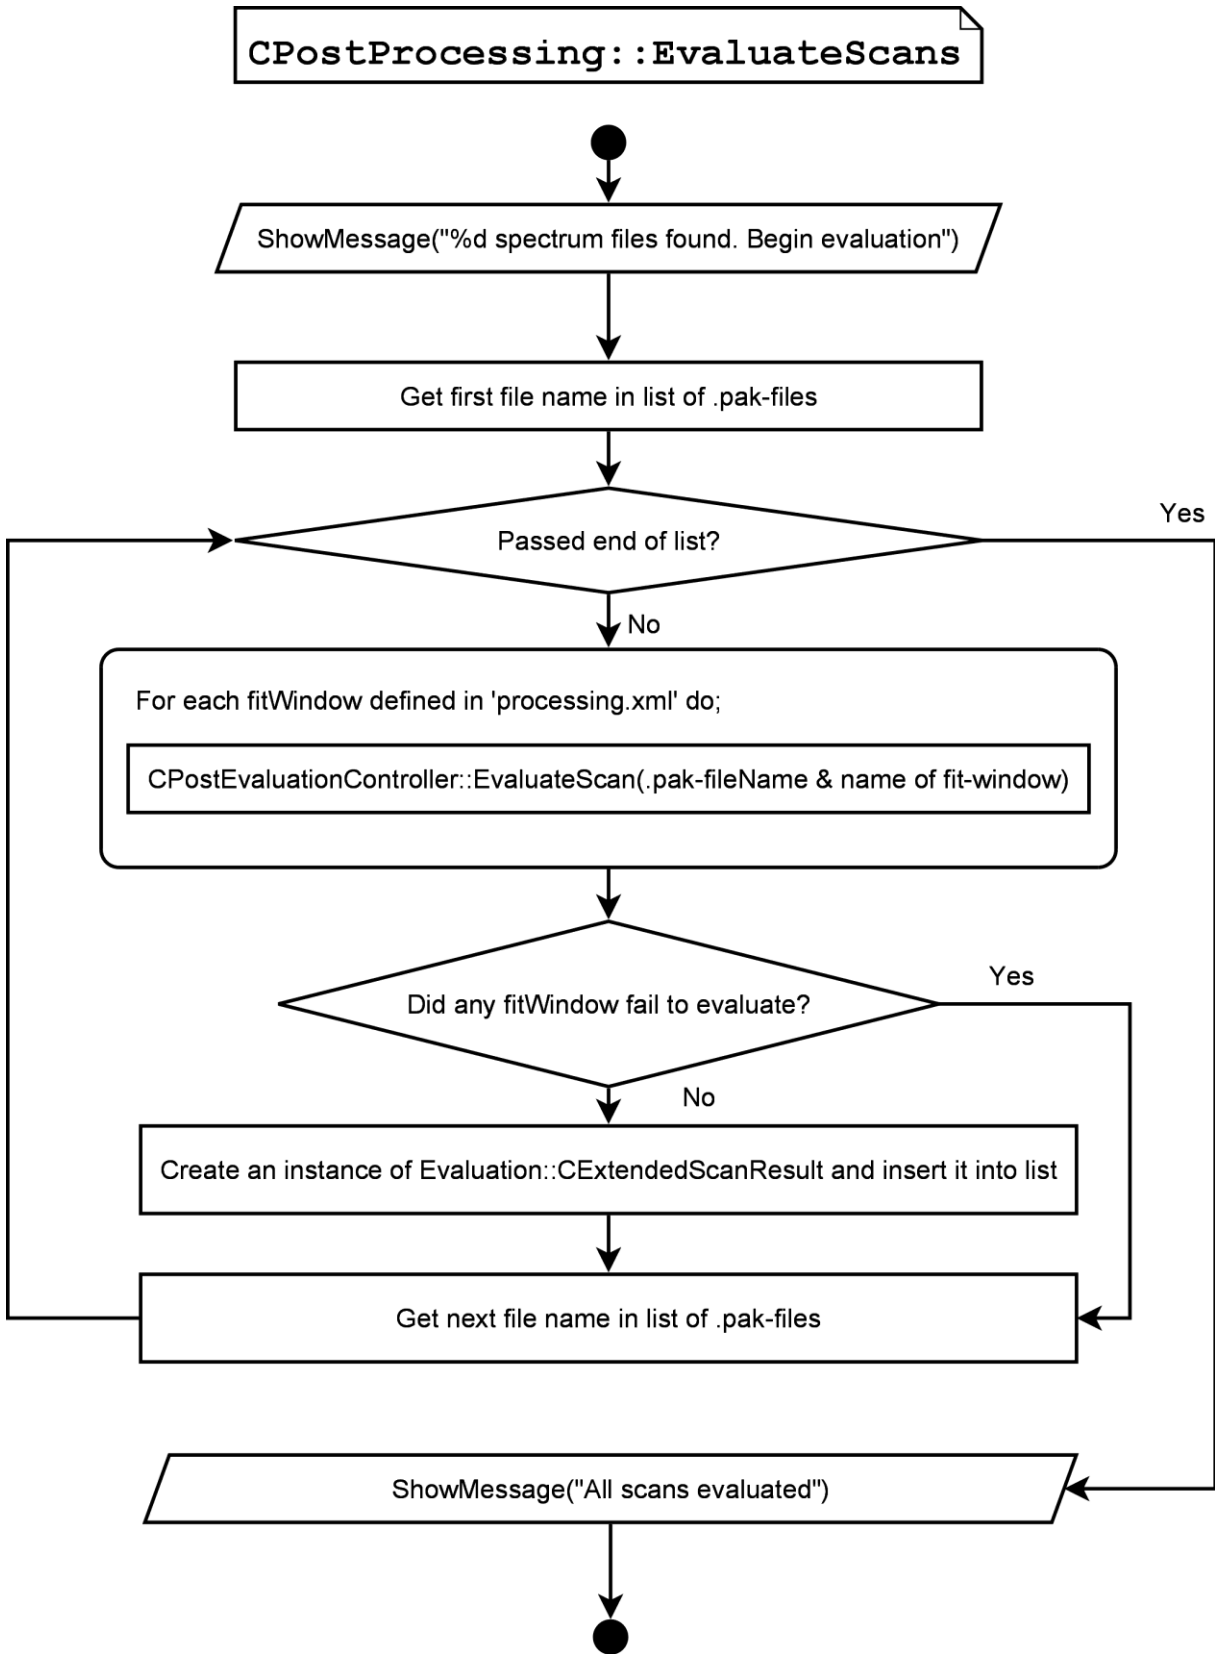 CPostProcessing::EvaluateScans
ShowMessage("%d spectrum files found. Begin evaluation")
Get first file name in list of .pak-files
Yes
Passed end of list?
No
For each fitWindow defined in 'processing.xml' do;
CPostEvaluationController::EvaluateScan(.pak-fileName & name of fit-window)
Yes
Did any fitWindow fail to evaluate?
No
Create an instance of Evaluation::CExtendedScanResult and insert it into list
Get next file name in list of .pak-files
ShowMessage("All scans evaluated")